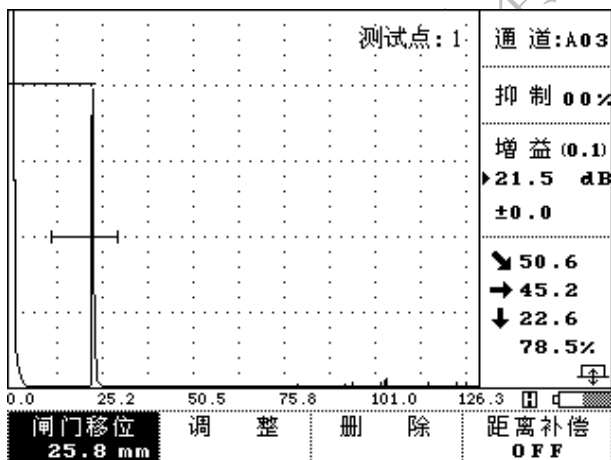 测试点:1
通 道:A03
抑 制 00%
增 益 (0.1)
21.5 dB
±0.0
↘ 50.6
→ 45.2
↓ 22.6
78.5%
0.0 25.2 50.5 75.8 101.0 126.3 H
闸门移位 调 整 删 除 距离补偿
25.8 mm OFF